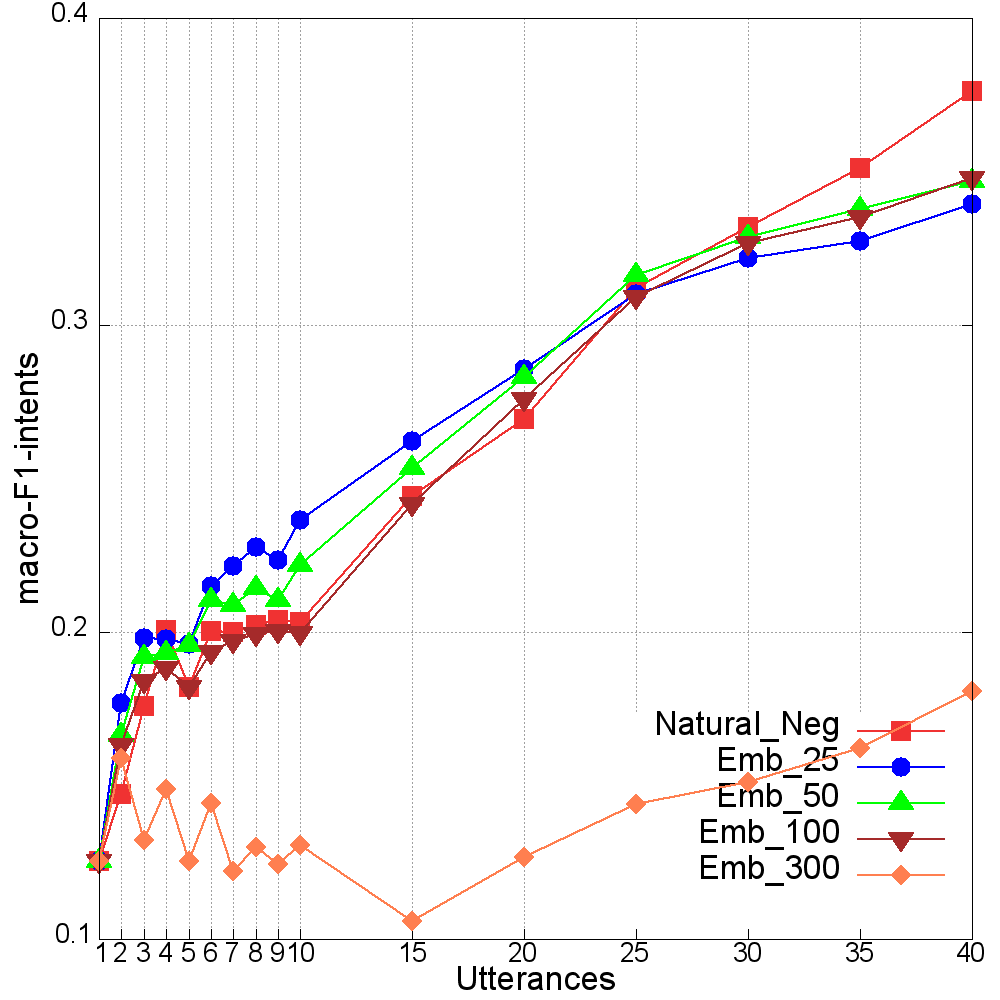 0.4
0.3
0.2
0.1
macro-F1-intents
Natural_Neg
Emb_25
Emb_50
Emb_100
Emb_300
1 2 3 4 5 6 7 8 9 10 15 20 25 30 35 40
Utterances